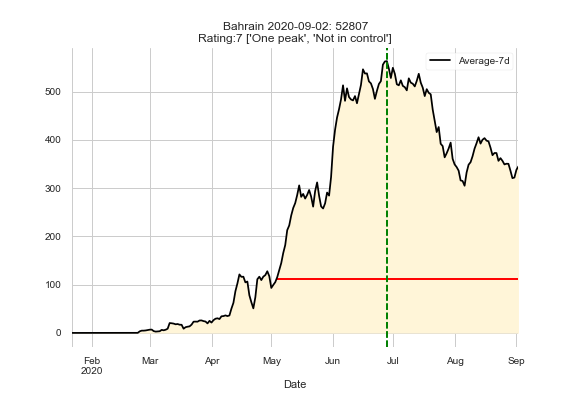 Bahrain 2020-09-02: 52807
Rating:7 ['One peak', 'Not in control']
Average-7d
500
400
300
200
100
0
Feb Mar Apr May Jun Jul Aug Sep
2020
Date